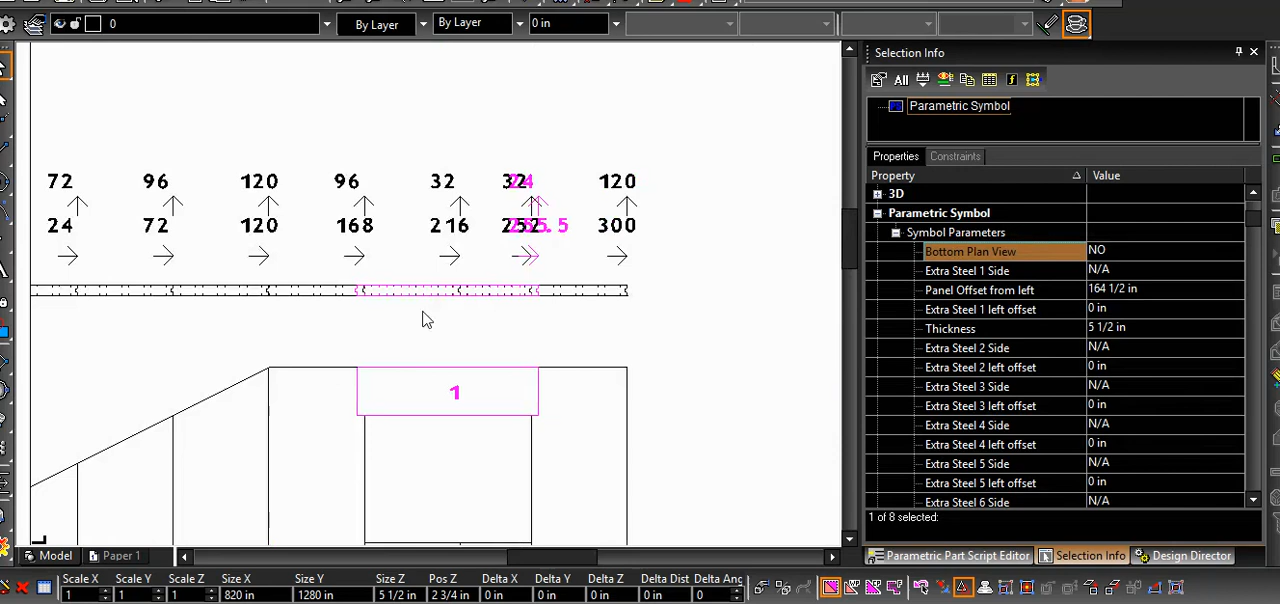 0 By Layer By Layer 0 in
Selection Info
All
Parametric Symbol
Properties Constraints
Property Value
3D
Parametric Symbol
Symbol Parameters
Bottom Plan View NO
Extra Steel 1 Side N/A
Panel Offset from left 164 1/2 in
Extra Steel 1 left offset 0 in
Thickness 5 1/2 in
Extra Steel 2 Side N/A
Extra Steel 2 left offset 0 in
Extra Steel 3 Side N/A
Extra Steel 3 left offset 0 in
Extra Steel 4 Side N/A
Extra Steel 4 left offset 0 in
Extra Steel 5 Side N/A
Extra Steel 5 left offset 0 in
Extra Steel 6 Side N/A
1 of 8 selected:
72 96 120 96 32 32 24 120
24 72 120 168 216 252 255.5 300
1
Model Paper 1
Parametric Part Script Editor Selection Info Design Director
Scale X Scale Y Scale Z Size X Size Y Size Z Pos Z Delta X Delta Y Delta Z Delta Dist Delta Ang
1 1 1 820 in 1280 in 5 1/2 in 2 3/4 in 0 in 0 in 0 in 0 in 0